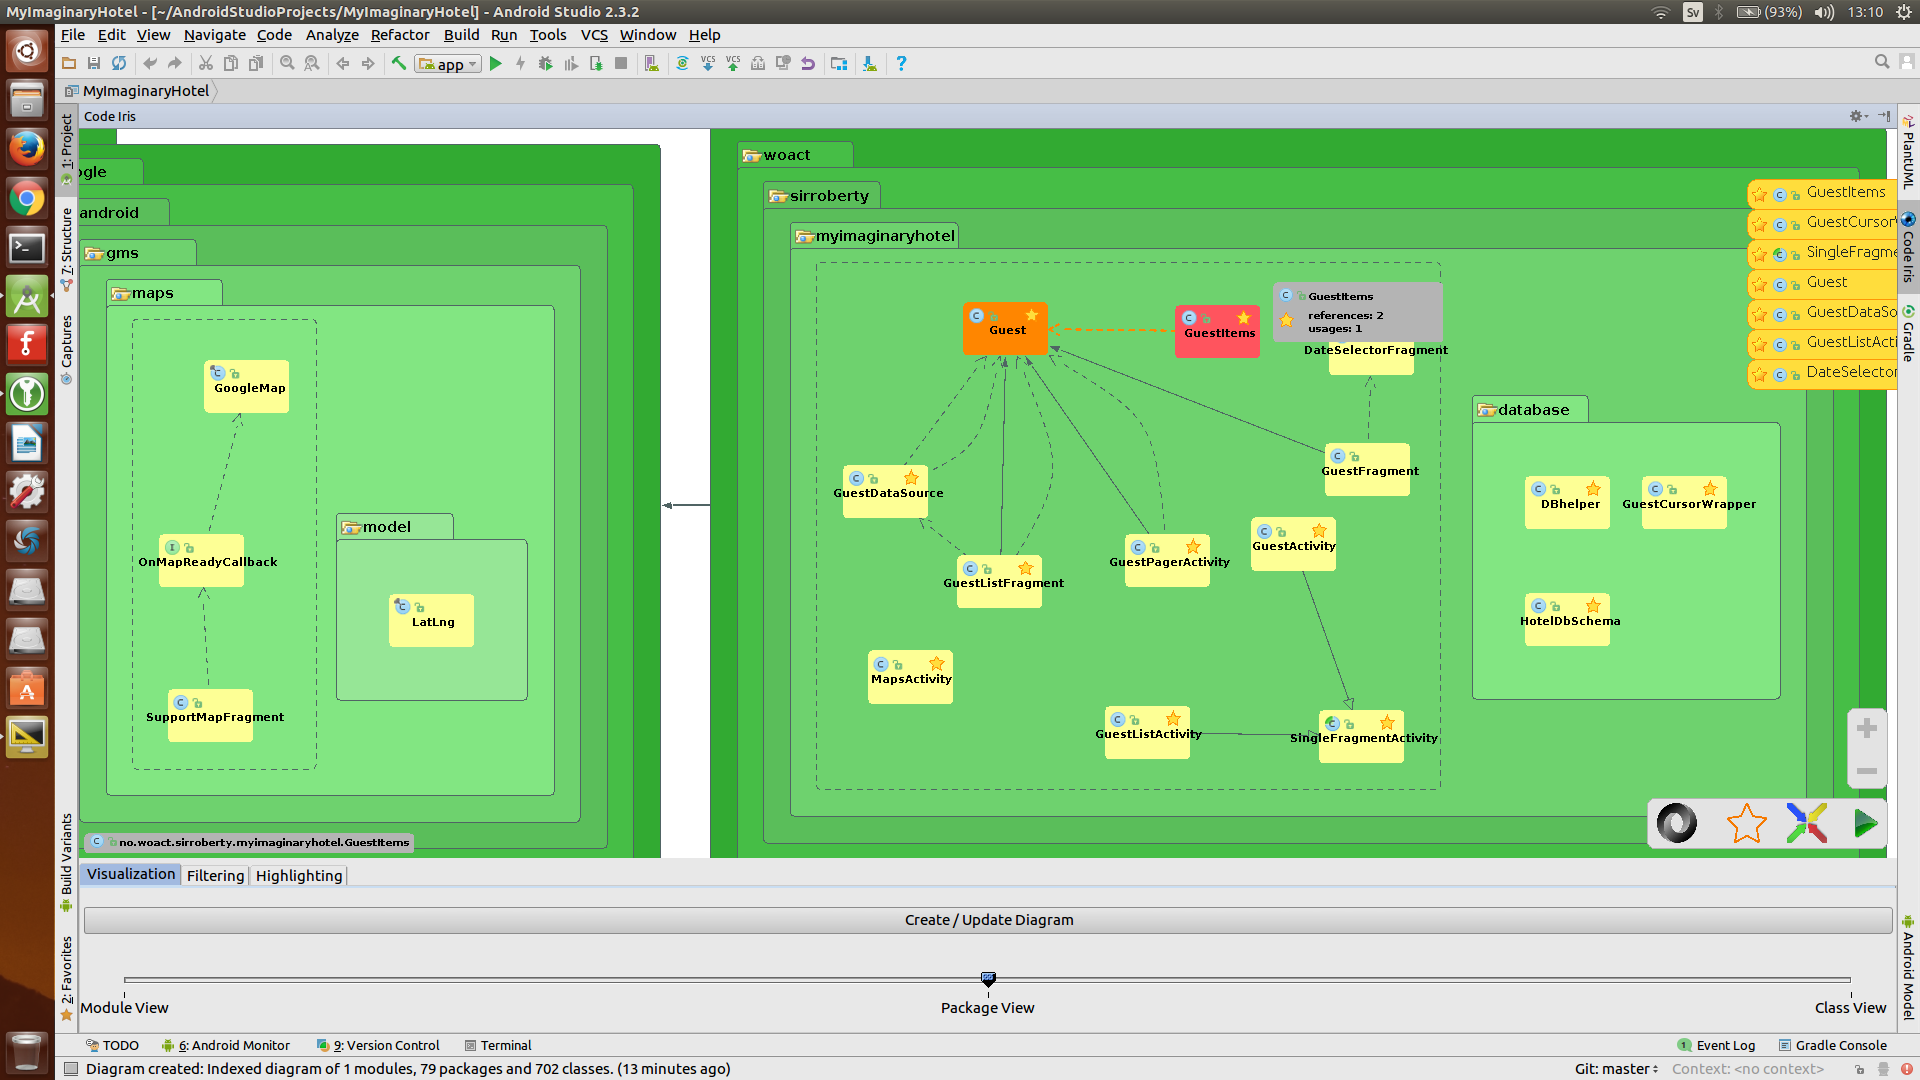 MyImaginaryHotel - [~/AndroidStudioProjects/MyImaginaryHotel] - Android Studio 2.3.2
Sv
(93%)
13:10
File Edit View Navigate Code Analyze Refactor Build Run Tools VCS Window Help
app
VCS VCS
?
MyImaginaryHotel
Code Iris
1: Project
7: Structure
Captures
Build Variants
2: Favorites
ogle
android
gms
maps
GoogleMap
OnMapReadyCallback
SupportMapFragment
model
LatLng
no.woact.sirroberty.myimaginaryhotel.GuestItems
woact
sirroberty
myimaginaryhotel
Guest
GuestItems
GuestItems
references: 2
usages: 1
DateSelectorFragment
GuestFragment
GuestDataSource
GuestListFragment
GuestPagerActivity
GuestActivity
MapsActivity
GuestListActivity
SingleFragmentActivity
database
DBhelper
GuestCursorWrapper
HotelDbSchema
GuestItems
GuestCursorW
SingleFragme
Guest
GuestDataSo
GuestListActi
DateSelector
PlantUML
Code Iris
Gradle
Android Model
Visualization Filtering Highlighting
Create / Update Diagram
Module View Package View Class View
TODO 6: Android Monitor 9: Version Control Terminal
1 Event Log Gradle Console
Diagram created: Indexed diagram of 1 modules, 79 packages and 702 classes. (13 minutes ago)
Git: master Context: <no context>